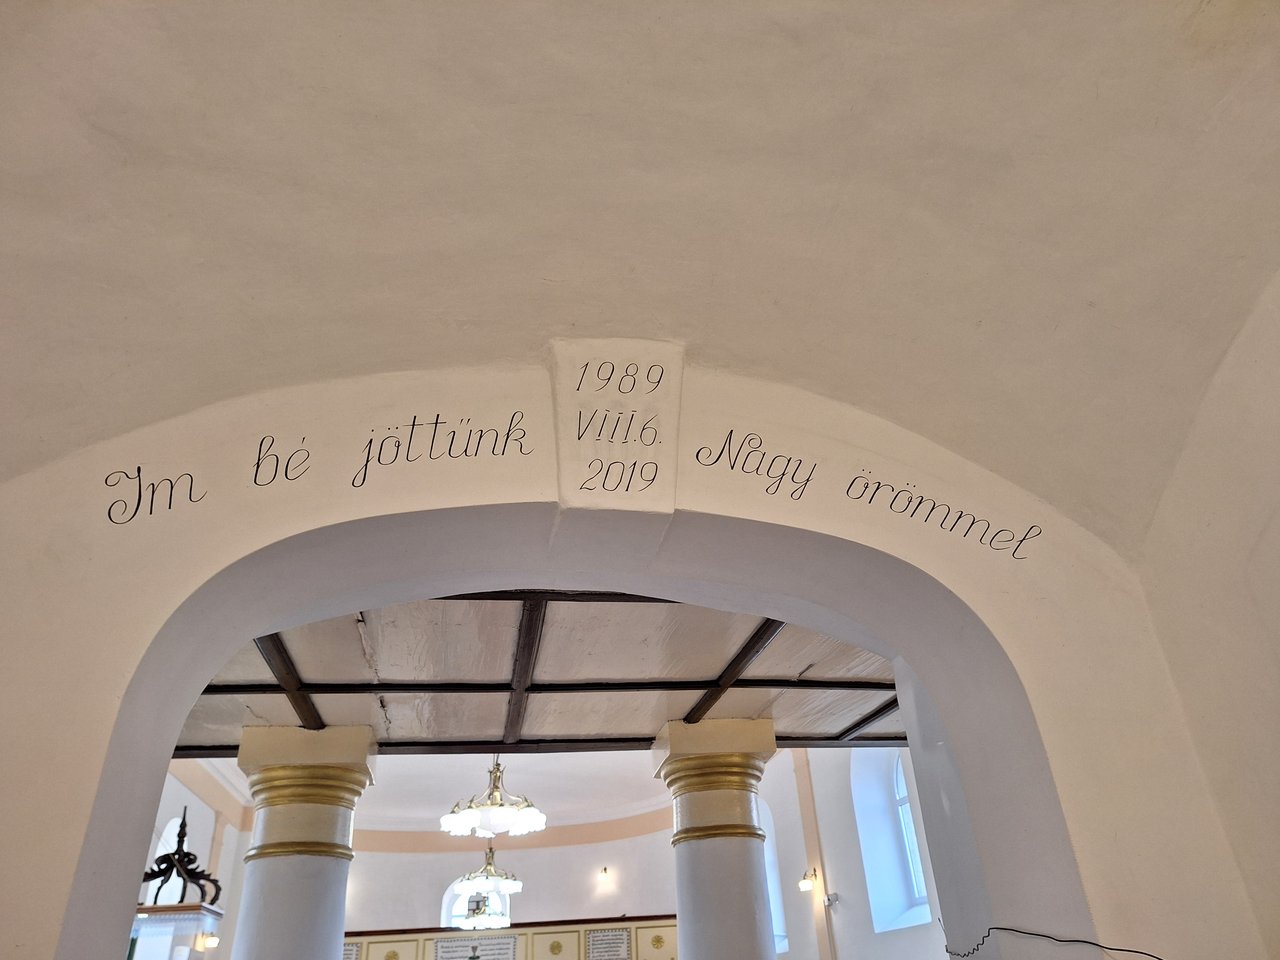 Im bé jöttünk
1989
VIII.6.
2019
Nagy örömmel